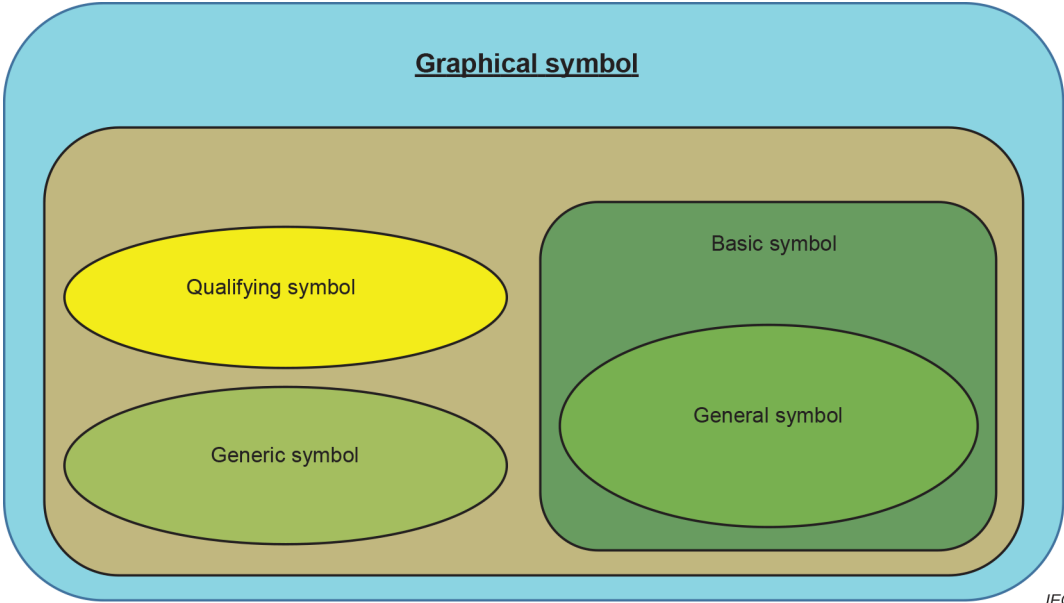 Graphical symbol
Basic symbol
Qualifying symbol
General symbol
Generic symbol